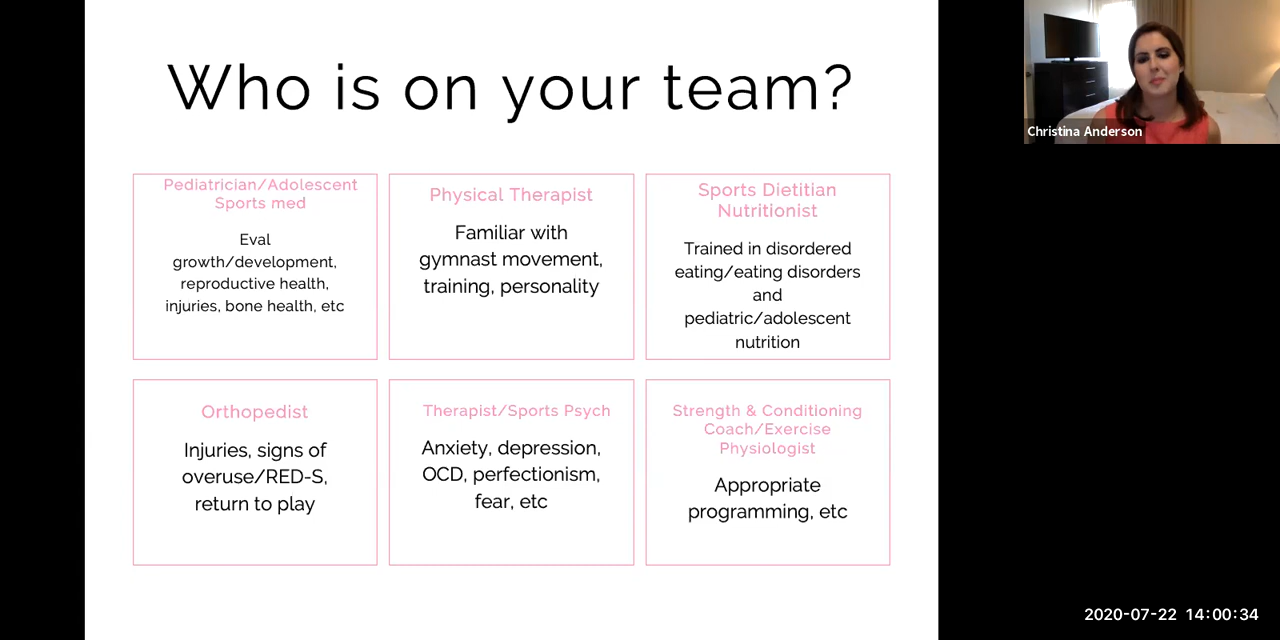 Who is on your team?
Pediatrician/Adolescent
Sports med
Eval
growth/development,
reproductive health,
injuries, bone health, etc
Physical Therapist
Familiar with
gymnast movement,
training, personality
Sports Dietitian
Nutritionist
Trained in disordered
eating/eating disorders
and
pediatric/adolescent
nutrition
Orthopedist
Injuries, signs of
overuse/RED-S,
return to play
Therapist/Sports Psych
Anxiety, depression,
OCD, perfectionism,
fear, etc
Strength & Conditioning
Coach/Exercise
Physiologist
Appropriate
programming, etc
Christina Anderson
2020-07-22 14:00:34